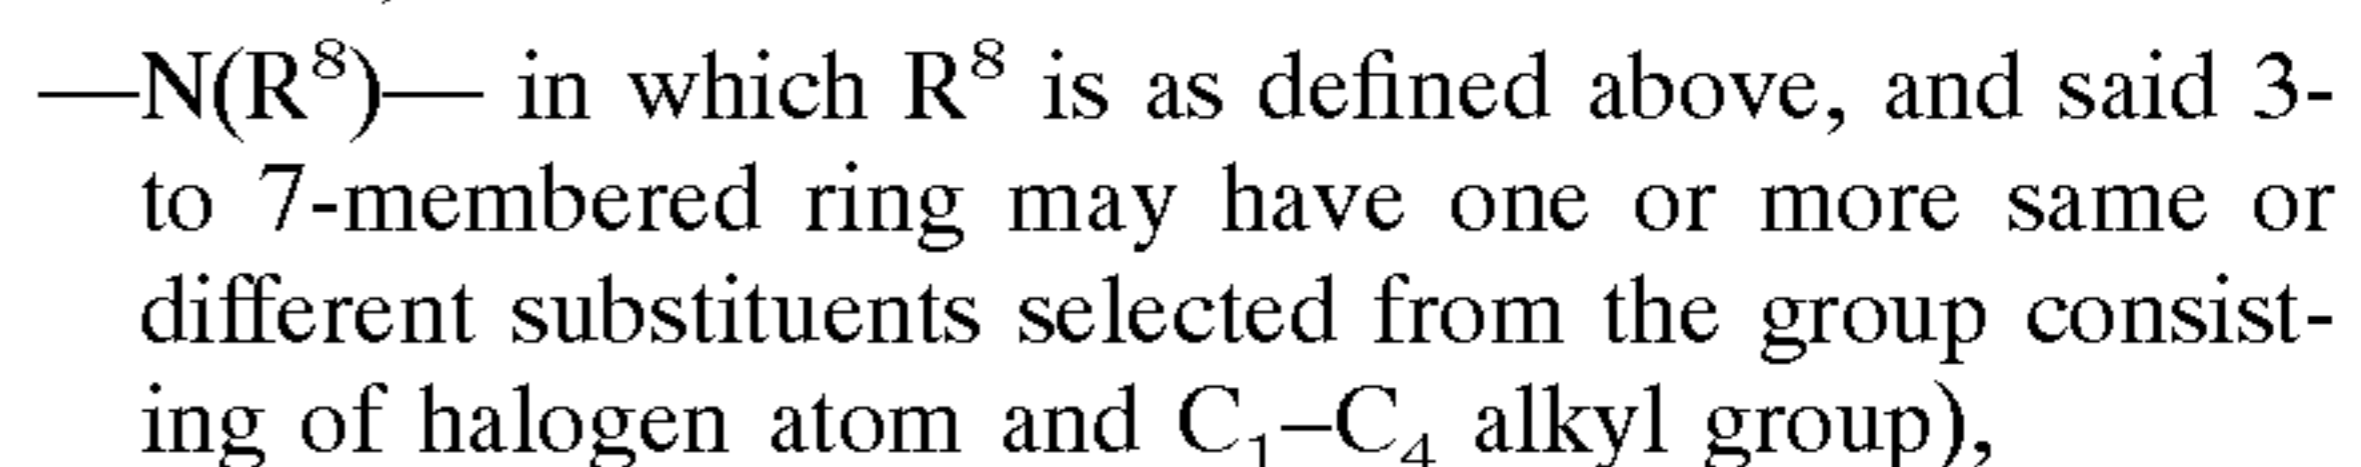 —N(R⁸)— in which R⁸ is as defined above, and said 3-
to 7-membered ring may have one or more same or
different substituents selected from the group consist-
ing of halogen atom and C₁–C₄ alkyl group),